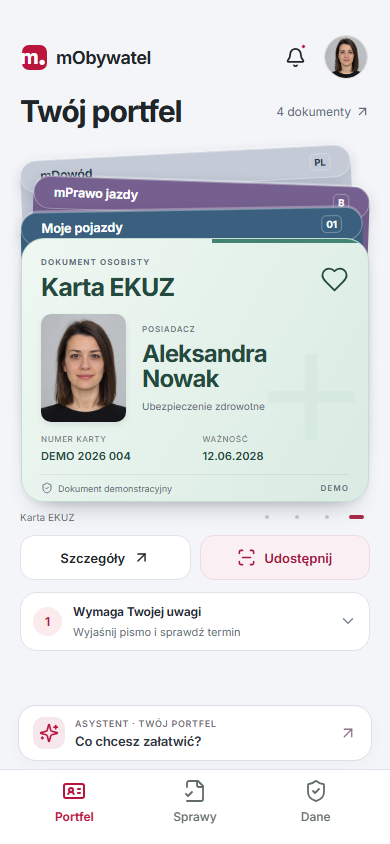 m. mObywatel
Twój portfel
4 dokumenty
mDowód
PL
mPrawo jazdy
B
Moje pojazdy
01
DOKUMENT OSOBISTY
Karta EKUZ
POSIADACZ
Aleksandra
Nowak
Ubezpieczenie zdrowotne
NUMER KARTY
WAŻNOŚĆ
DEMO 2026 004
12.06.2028
Dokument demonstracyjny
DEMO
Karta EKUZ
Szczegóły
Udostępnij
1
Wymaga Twojej uwagi
Wyjaśnij pismo i sprawdź termin
ASYSTENT · TWÓJ PORTFEL
Co chcesz załatwić?
Portfel
Sprawy
Dane